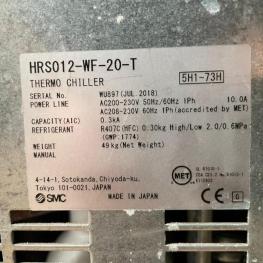 HRS012-WF-20-T
THERMO CHILLER
5H1-73H
SERIAL No. WU897(JUL.2018)
POWER LINE AC200-230V 50Hz/60Hz 1Ph 10.0A
AC208-230V 60Hz 1Ph(accredited by MET)
CAPACITY(AIC) 0.3kA
REFRIGERANT R407C(HFC) 0.30kg High/Low 2.0/0.6MPa
(GWP.1774)
WEIGHT 49kg(Net Weight)
MANUAL
4-14-1, Sotokanda, Chiyoda-ku,
Tokyo 101-0021, JAPAN
SMC MADE IN JAPAN
MET
C US
CE